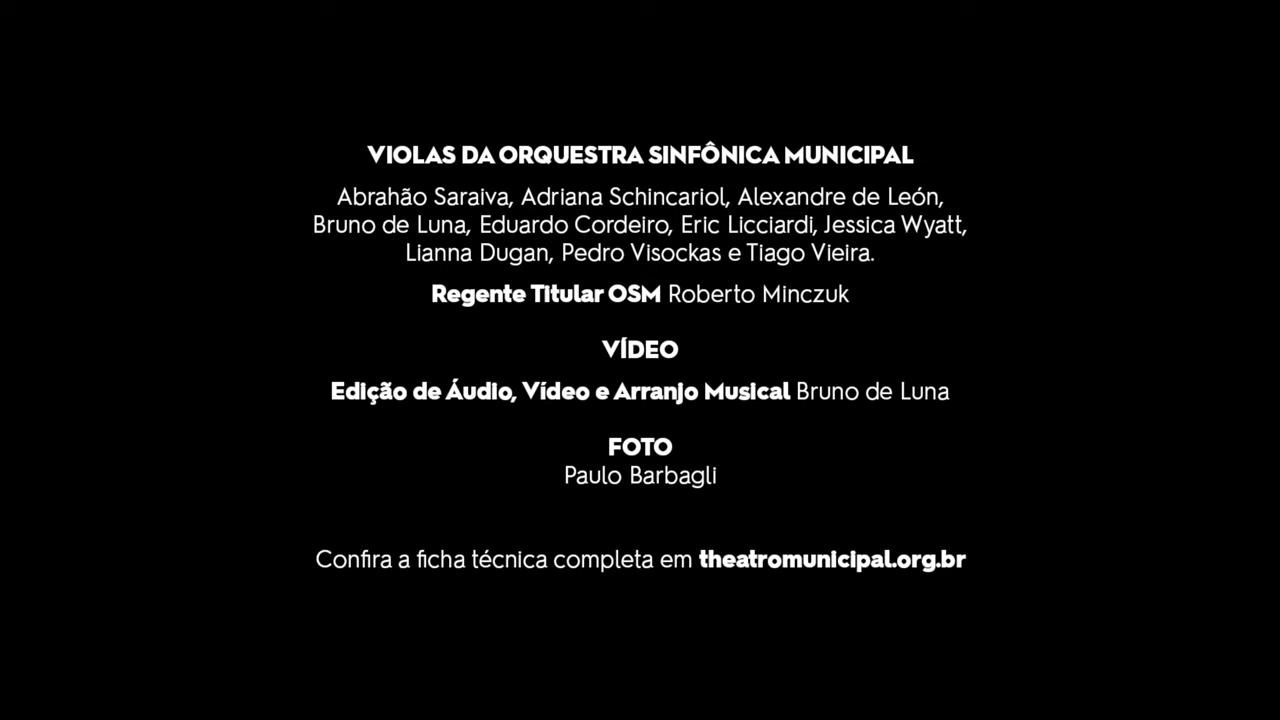 VIOLAS DA ORQUESTRA SINFÔNICA MUNICIPAL
Abrahão Saraiva, Adriana Schincariol, Alexandre de León,
Bruno de Luna, Eduardo Cordeiro, Eric Licciardi, Jessica Wyatt,
Lianna Dugan, Pedro Visockas e Tiago Vieira.
Regente Titular OSM Roberto Minczuk
VÍDEO
Edição de Áudio, Vídeo e Arranjo Musical Bruno de Luna
FOTO
Paulo Barbagli
Confira a ficha técnica completa em theatromunicipal.org.br